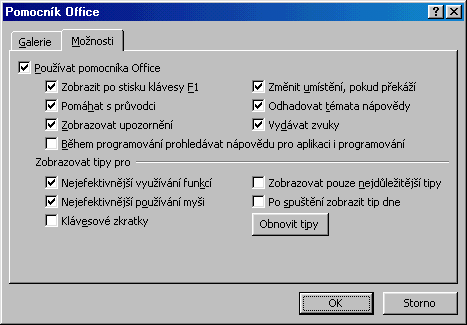 Pomocník Office
Galerie Možnosti
Používat pomocníka Office
Zobrazit po stisku klávesy F1 Změnit umístění, pokud překáží
Pomáhat s průvodci Odhadovat témata nápovědy
Zobrazovat upozornění Vydávat zvuky
Během programování prohledávat nápovědu pro aplikaci i programování
Zobrazovat tipy pro
Nejefektivnější využívání funkcí Zobrazovat pouze nejdůležitější tipy
Nejefektivnější používání myši Po spuštění zobrazit tip dne
Klávesové zkratky Obnovit tipy
OK Storno